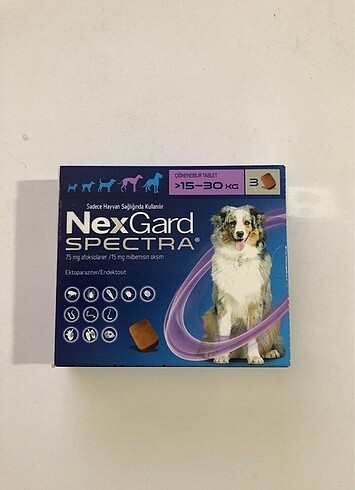 ÇİĞNENEBİLİR TABLET
>15–30 KG
3
Sadece Hayvan Sağlığında Kullanılır
NexGard
SPECTRA®
75 mg afoksolaner / 15 mg milbemisin oksim
Ektoparaziter/Endektosit